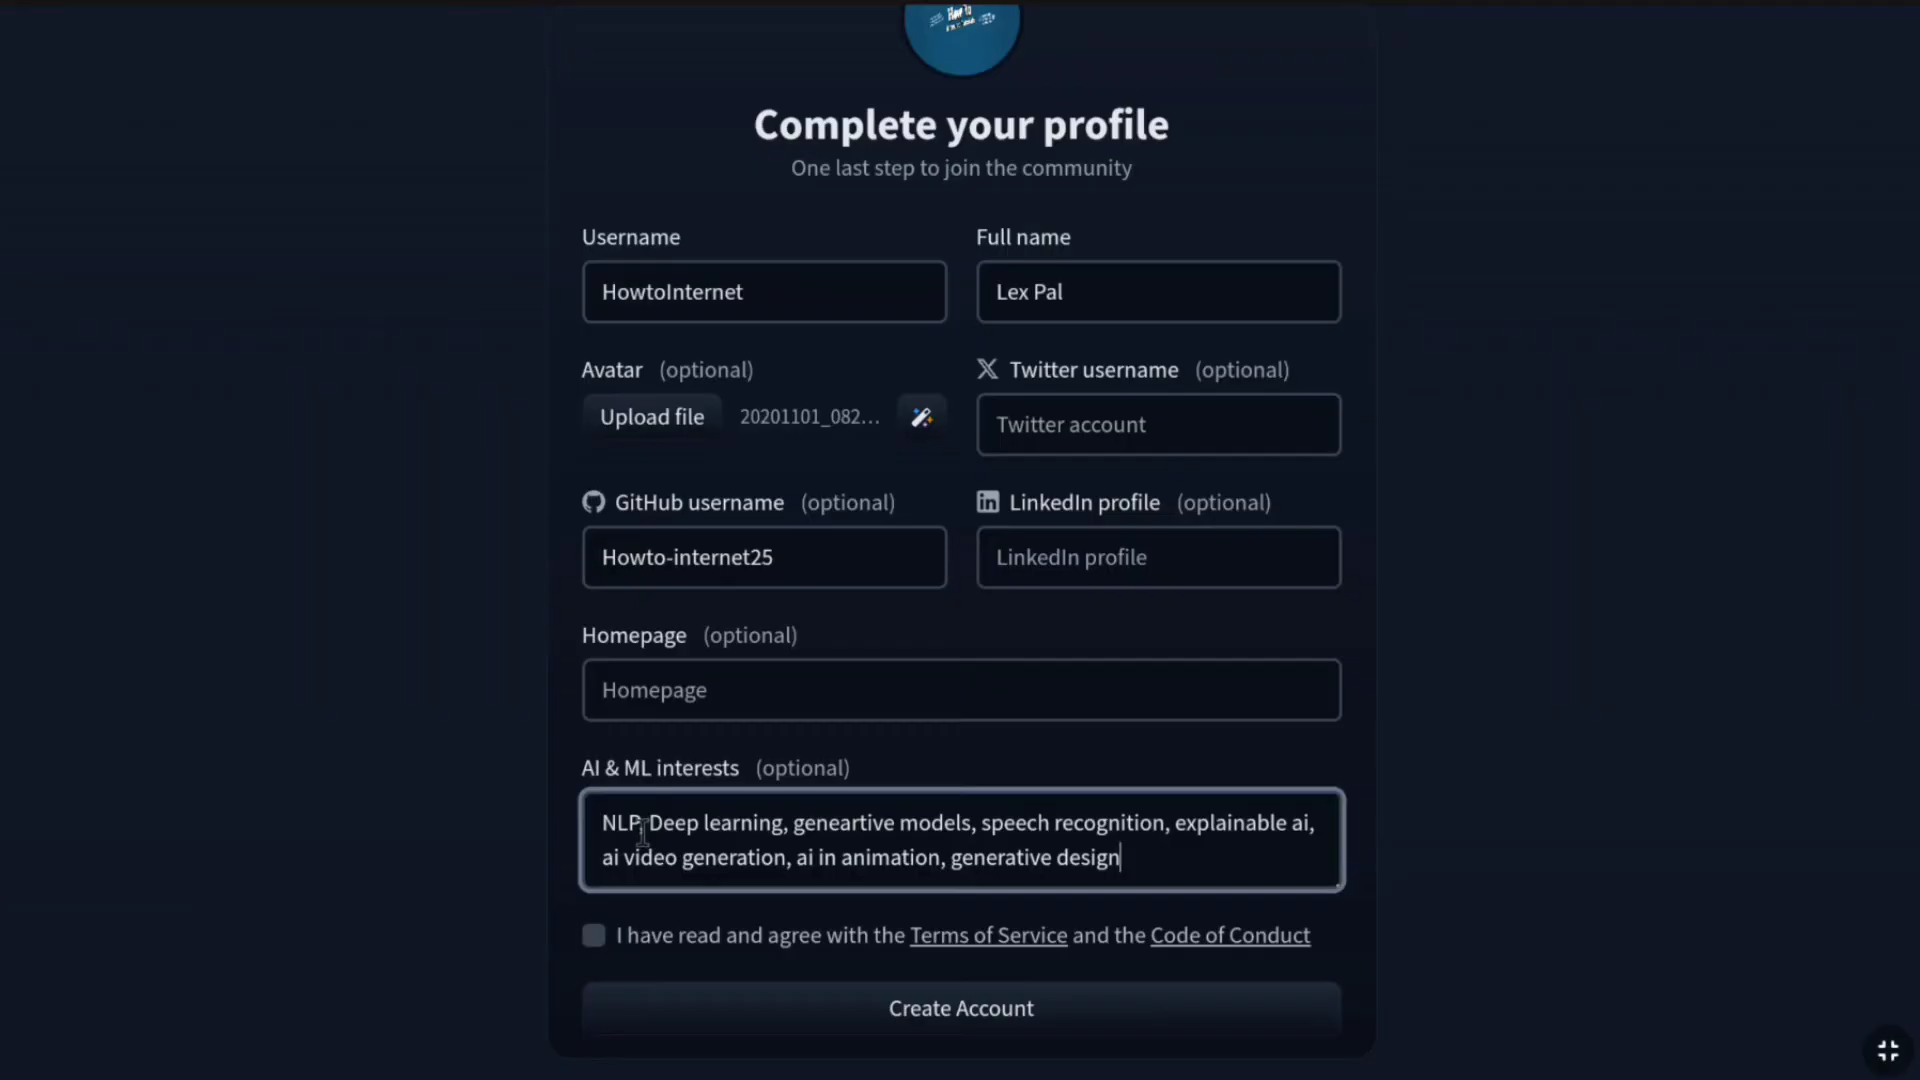 How To
Complete your profile
One last step to join the community
Username
Full name
HowtoInternet
Lex Pal
Avatar (optional)
Twitter username (optional)
Upload file 20201101_082...
Twitter account
GitHub username (optional)
LinkedIn profile (optional)
Howto-internet25
LinkedIn profile
Homepage (optional)
Homepage
AI & ML interests (optional)
NLP, Deep learning, geneartive models, speech recognition, explainable ai,
ai video generation, ai in animation, generative design
I have read and agree with the Terms of Service and the Code of Conduct
Create Account